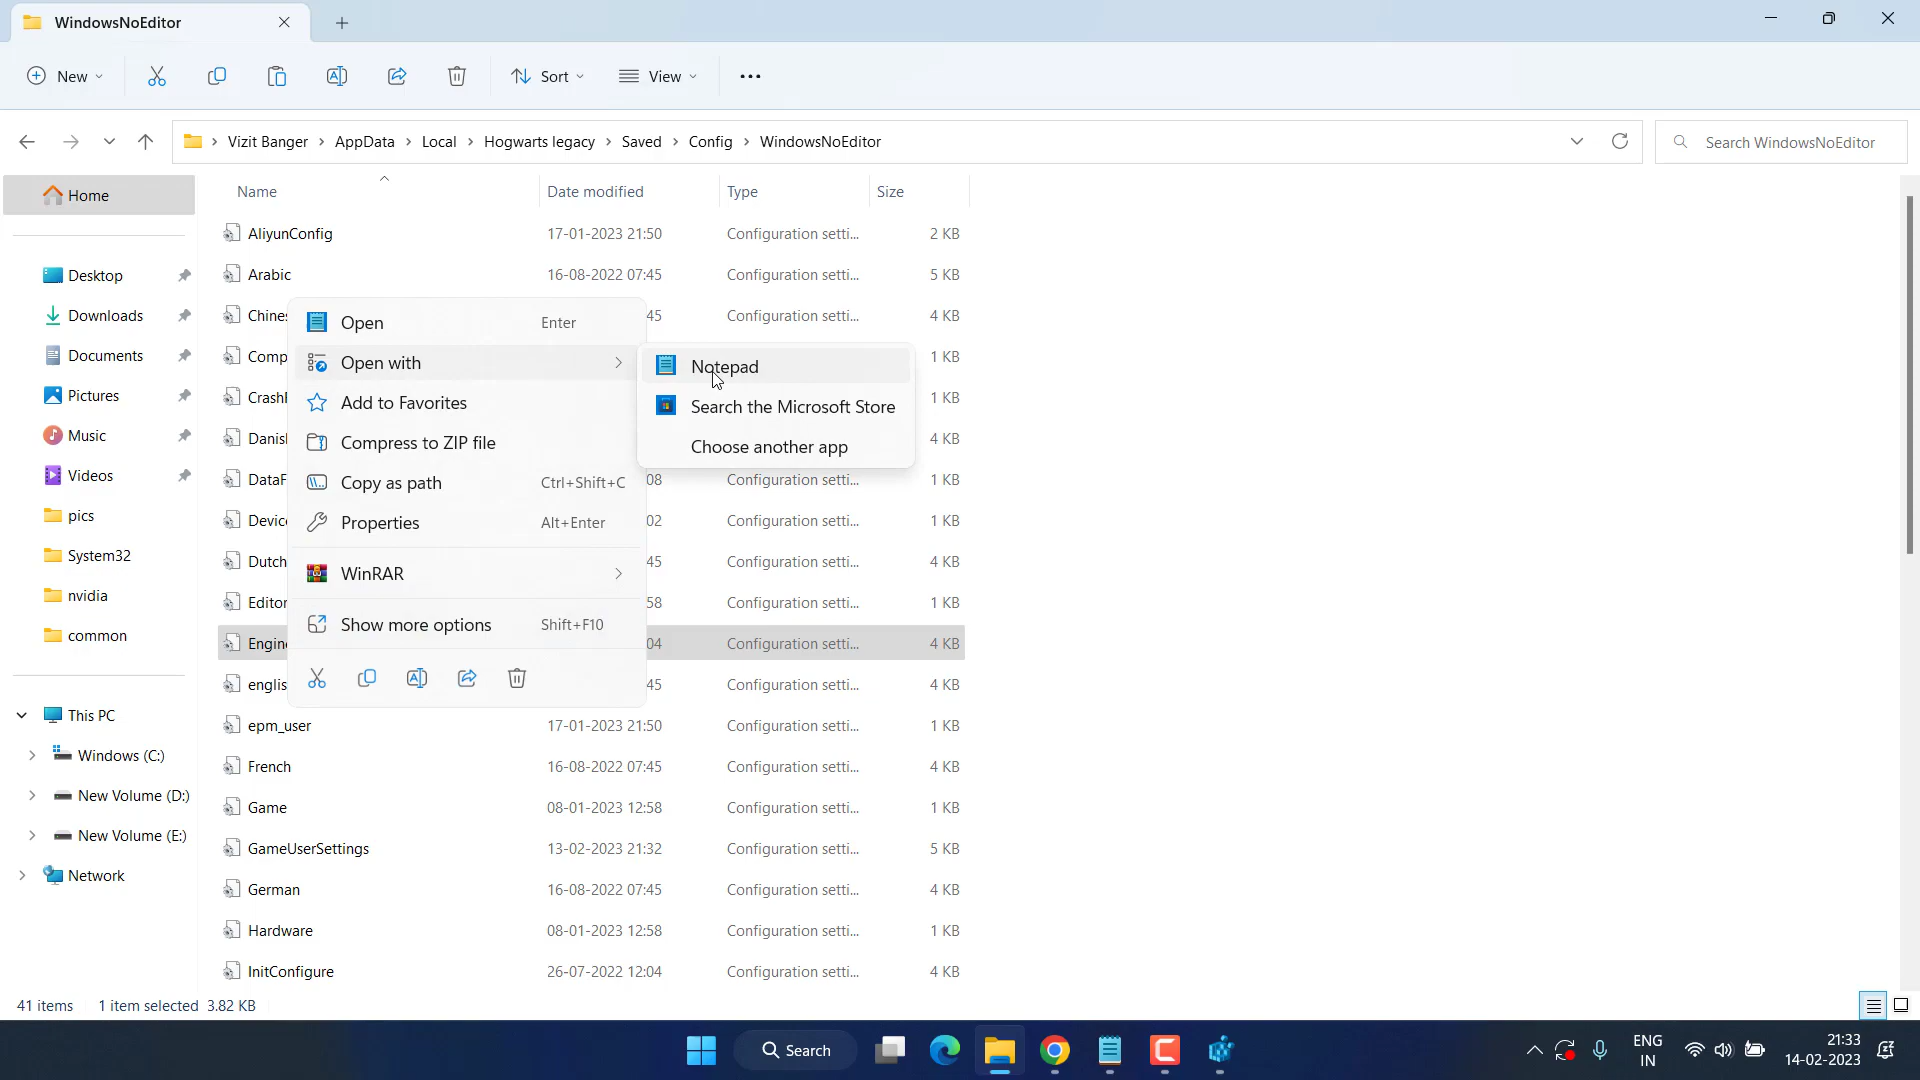 WindowsNoEditor
New
Sort
View
Vizit Banger > AppData > Local > Hogwarts legacy > Saved > Config > WindowsNoEditor
Search WindowsNoEditor
Home
Desktop
Downloads
Documents
Pictures
Music
Videos
pics
System32
nvidia
common
This PC
Windows (C:)
New Volume (D:)
New Volume (E:)
Network
Name Date modified Type Size
AliyunConfig 17-01-2023 21:50 Configuration setti... 2 KB
Arabic 16-08-2022 07:45 Configuration setti... 5 KB
Chines 45 Configuration setti... 4 KB
Comp 1 KB
Crash 1 KB
Danis 4 KB
DataF 08 Configuration setti... 1 KB
Device 02 Configuration setti... 1 KB
Dutch 45 Configuration setti... 4 KB
Editor 58 Configuration setti... 1 KB
Engine 04 Configuration setti... 4 KB
englis 45 Configuration setti... 4 KB
epm_user 17-01-2023 21:50 Configuration setti... 1 KB
French 16-08-2022 07:45 Configuration setti... 4 KB
Game 08-01-2023 12:58 Configuration setti... 1 KB
GameUserSettings 13-02-2023 21:32 Configuration setti... 5 KB
German 16-08-2022 07:45 Configuration setti... 4 KB
Hardware 08-01-2023 12:58 Configuration setti... 1 KB
InitConfigure 26-07-2022 12:04 Configuration setti... 4 KB
Open Enter
Open with
Add to Favorites
Compress to ZIP file
Copy as path Ctrl+Shift+C
Properties Alt+Enter
WinRAR
Show more options Shift+F10
Notepad
Search the Microsoft Store
Choose another app
41 items 1 item selected 3.82 KB
Search
ENG
IN
21:33
14-02-2023